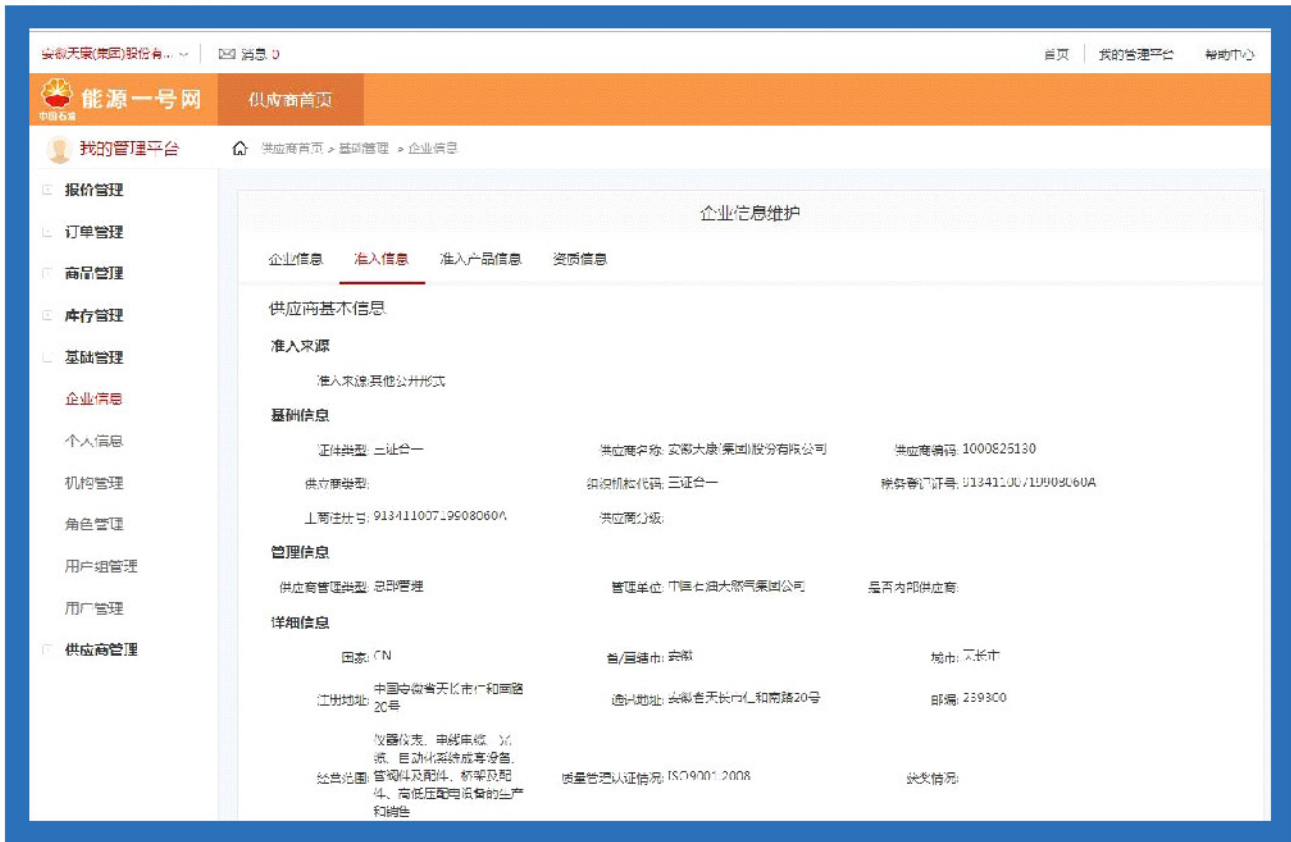 安徽天康(集团)股份有... 消息 0 首页 我的管理平台 帮助中心
中国石油 能源一号网 供应商首页
我的管理平台 供应商首页 > 基础管理 > 企业信息
报价管理
企业信息维护
订单管理
企业信息 准入信息 准入产品信息 资质信息
商品管理
供应商基本信息
库存管理
准入来源
基础管理
准入来源:其他公开形式
企业信息
基础信息
个人信息
证件类型: 三证合一 供应商名称: 安徽天康(集团)股份有限公司 供应商编码: 1000825130
机构管理
供应商类型: 组织机构代码: 三证合一 税务登记证号: 91341100719908060A
角色管理
工商注册号: 91341100719908060A 供应商分级:
管理信息
用户组管理
供应商管理类型: 总部管理 管理单位: 中国石油天然气集团公司 是否内部供应商:
用户管理
详细信息
供应商管理
国家: CN 省/直辖市: 安徽 城市: 天长市
注册地址: 中国安徽省天长市仁和南路20号 通讯地址: 安徽省天长市仁和南路20号 邮编: 239300
经营范围: 仪器仪表、电线电缆、光
缆、自动化系统成套设备、
管阀件及配件、桥架及配
件、高低压配电设备的生产
和销售
质量管理认证情况: ISO9001:2008 获奖情况: